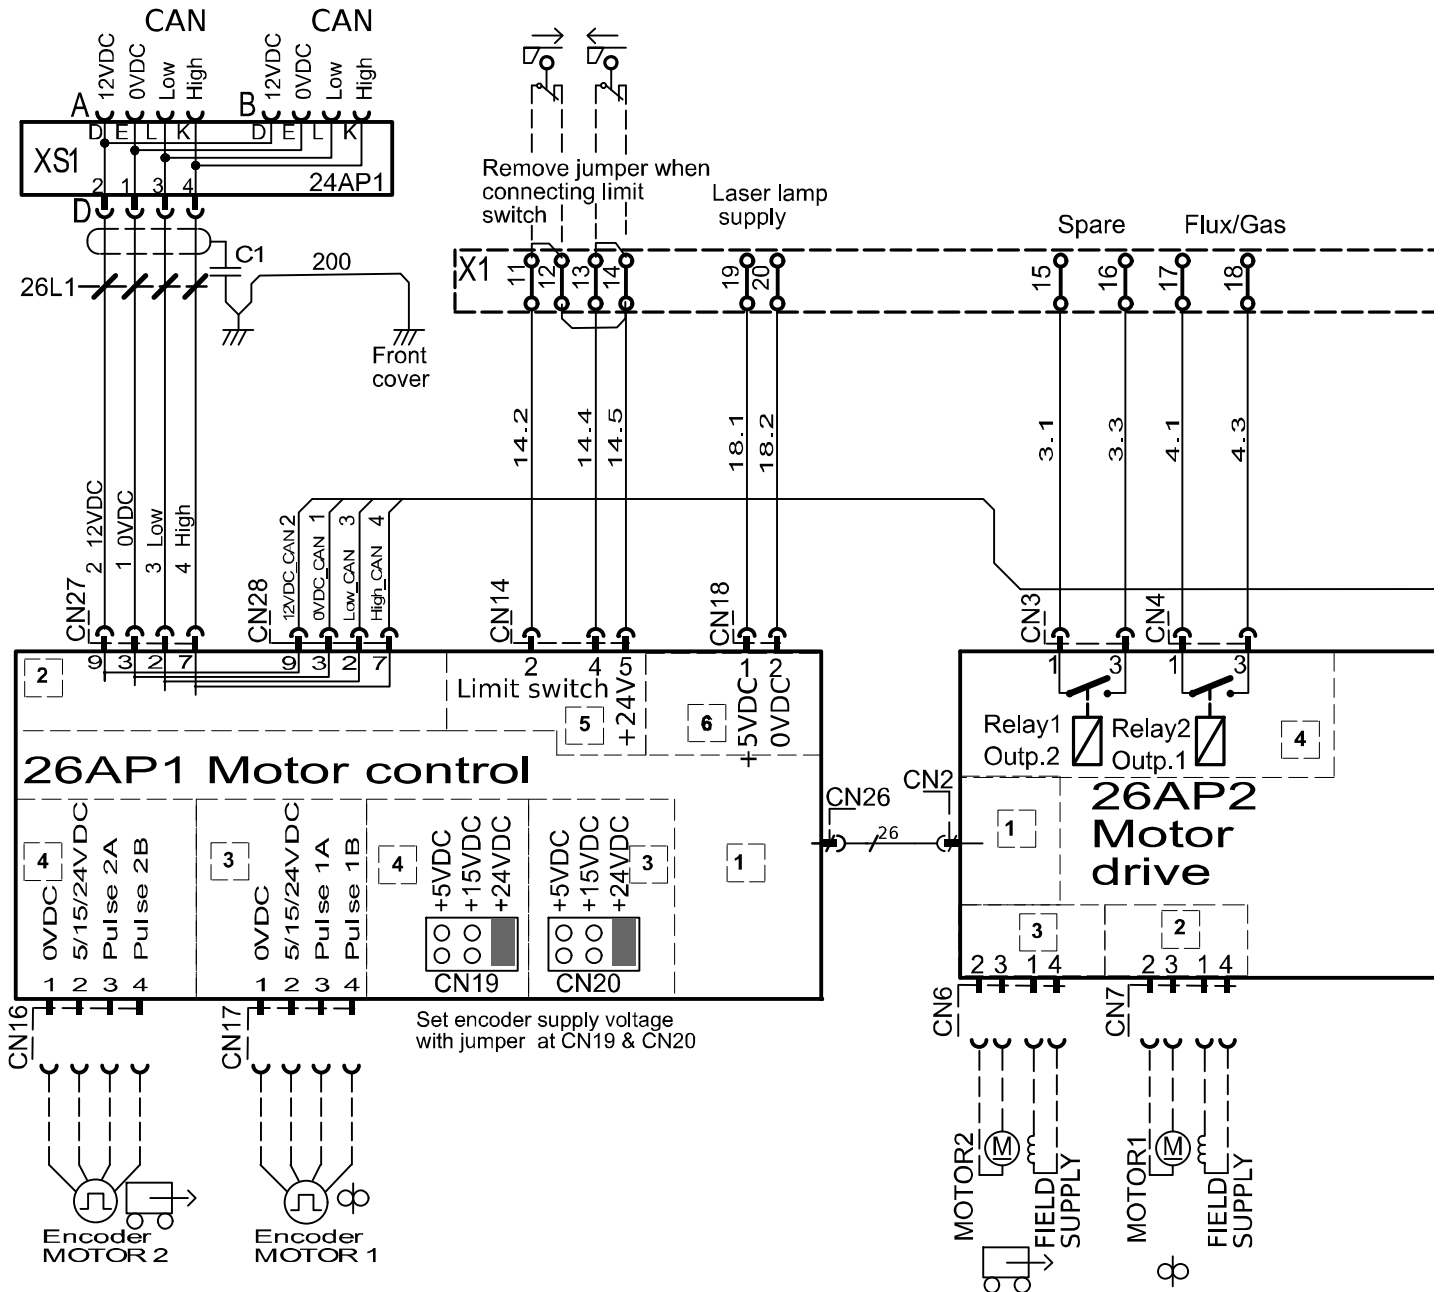 CAN CAN
12VDC 0VDC Low High 12VDC 0VDC Low High
A B
D E L K D E L K
XS1
2 1 3 4 24AP1
D
C1
200
26L1
Front
cover
Remove jumper when
connecting limit
switch
Laser lamp
supply
Spare Flux/Gas
X1 11 12 13 14 19 20 15 16 17 18
14.2 14.4 14.5 18.1 18.2 3.1 3.3 4.1 4.3
2 12VDC
1 0VDC
3 Low
4 High
12VDC_CAN 2
0VDC_CAN 1
Low_CAN 3
High_CAN 4
CN27 CN28 CN14 CN18 CN3 CN4
9 3 2 7 9 3 2 7 2 4 5 1 2 1 3 1 3
2
Limit switch
+24V
5 6
+5VDC
0VDC
Relay1
Outp.2
Relay2
Outp.1
4
26AP1 Motor control
CN26 26 CN2
26AP2
Motor
drive
1
4
0VDC
5/15/24VDC
Pulse 2A
Pulse 2B
3
0VDC
5/15/24VDC
Pulse 1A
Pulse 1B
4
+5VDC
+15VDC
+24VDC
+5VDC
+15VDC
+24VDC
3 1
3 2
1 2 3 4 1 2 3 4 CN19 CN20
2 3 1 4 2 3 1 4
CN16 CN17 CN6 CN7
Set encoder supply voltage
with jumper at CN19 & CN20
M M
MOTOR2
FIELD
SUPPLY
MOTOR1
FIELD
SUPPLY
Encoder
MOTOR 2
Encoder
MOTOR 1